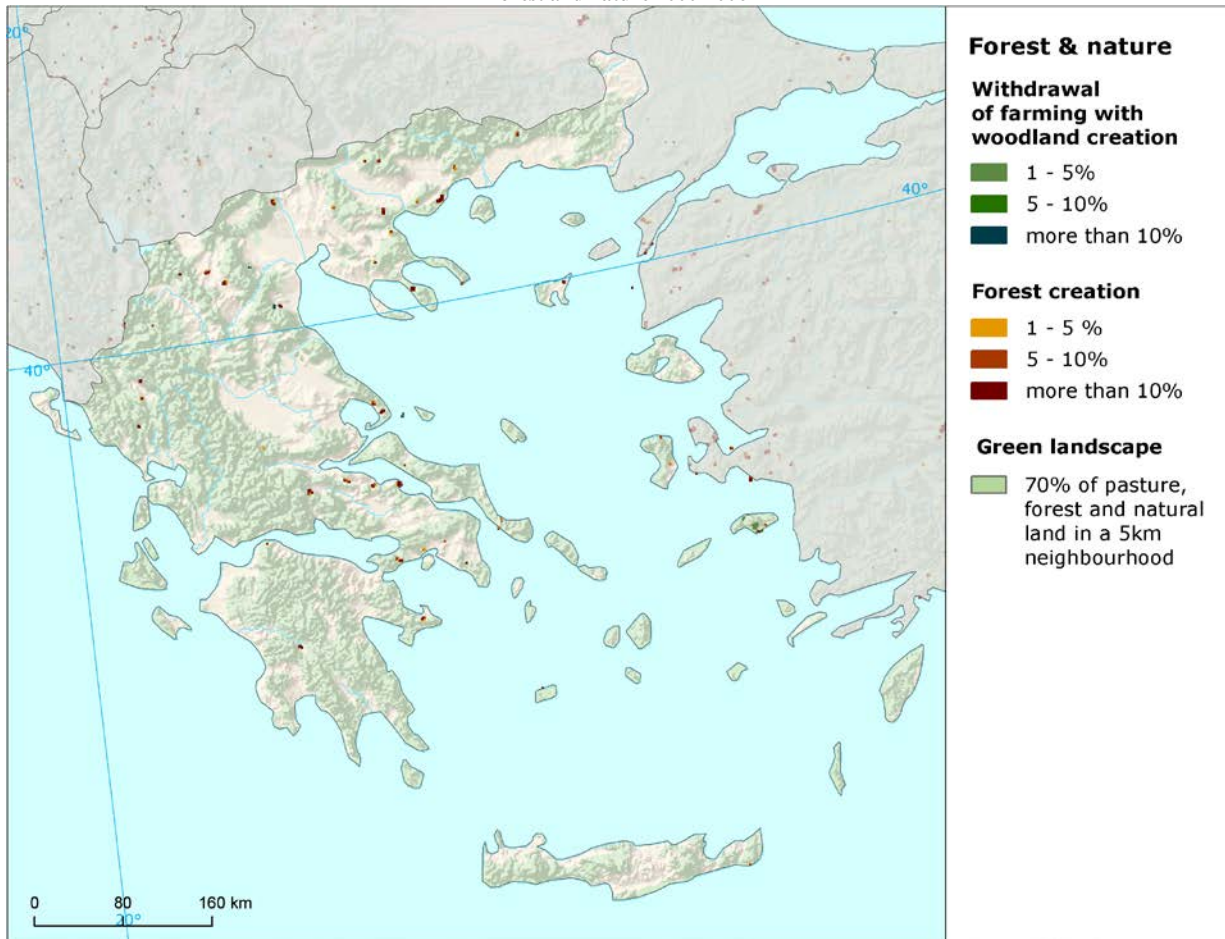 20°
40°
40°
0 80 160 km
20°
Forest & nature
Withdrawal
of farming with
woodland creation
1 - 5%
5 - 10%
more than 10%
Forest creation
1 - 5 %
5 - 10%
more than 10%
Green landscape
70% of pasture,
forest and natural
land in a 5km
neighbourhood